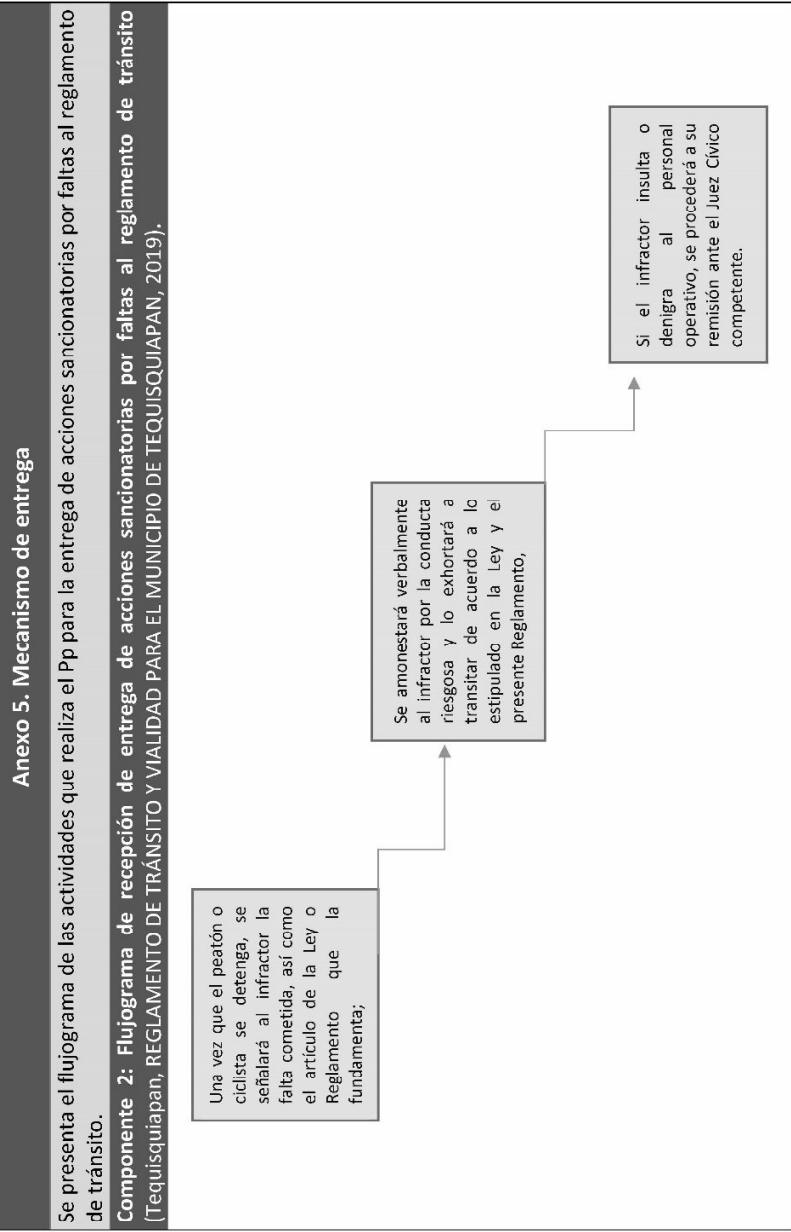 Anexo 5. Mecanismo de entrega
Se presenta el flujograma de las actividades que realiza el Pp para la entrega de acciones sancionatorias por faltas al reglamento
de tránsito.
Componente 2: Flujograma de recepción de entrega de acciones sancionatorias por faltas al reglamento de tránsito
(Tequisquiapan, REGLAMENTO DE TRÁNSITO Y VIALIDAD PARA EL MUNICIPIO DE TEQUISQUIAPAN, 2019).
Una vez que el peatón o
ciclista se detenga, se
señalará al infractor la
falta cometida, así como
el artículo de la Ley o
Reglamento que la
fundamenta;
Se amonestará verbalmente
al infractor por la conducta
riesgosa y lo exhortará a
transitar de acuerdo a lo
estipulado en la Ley y el
presente Reglamento,
Si el infractor insulta o
denigra al personal
operativo, se procederá a su
remisión ante el Juez Cívico
competente.